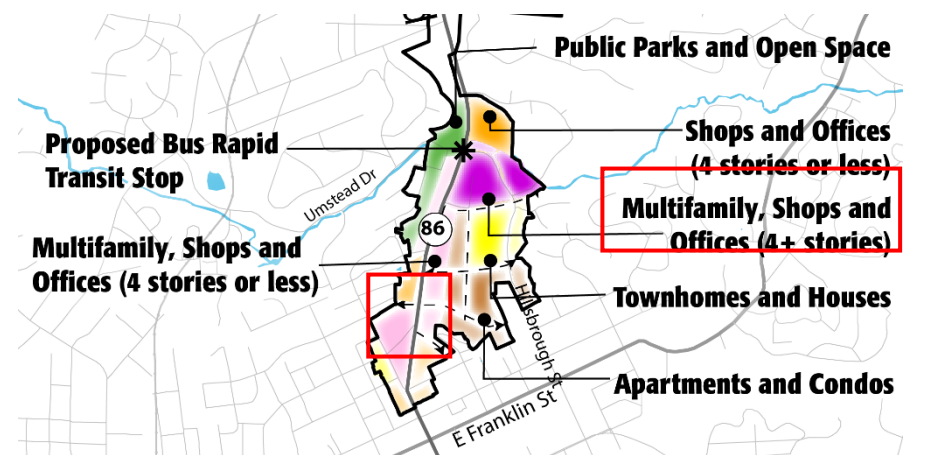 Public Parks and Open Space
Proposed Bus Rapid
Transit Stop
Shops and Offices
(4 stories or less)
Umstead Dr
Multifamily, Shops and
Offices (4+ stories)
86
Multifamily, Shops and
Offices (4 stories or less)
Townhomes and Houses
Hillsbrough St
Apartments and Condos
E Franklin St